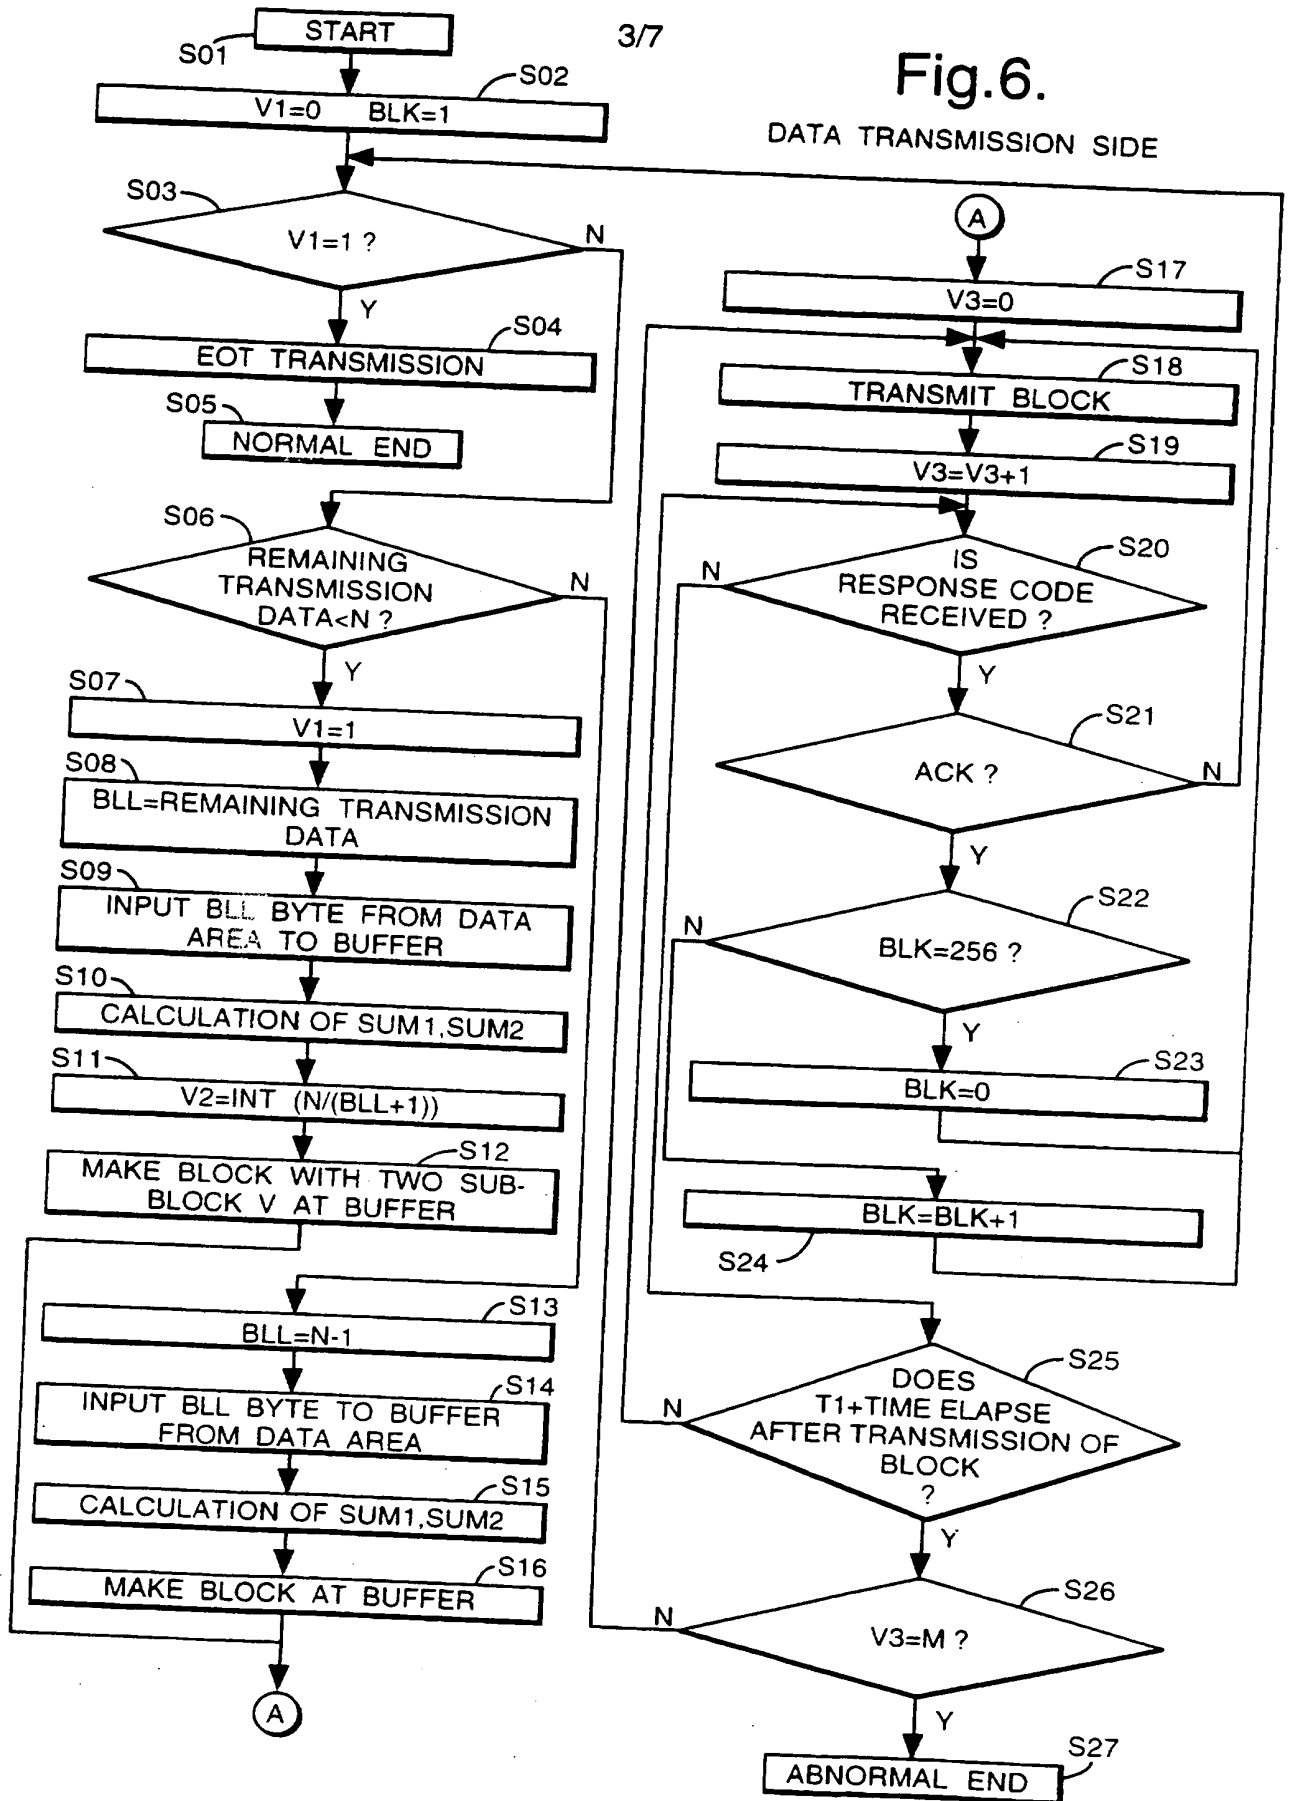 3/7
Fig.6.
DATA TRANSMISSION SIDE
START
S01
S02
V1=0 BLK=1
S03
V1=1 ?
N
Y
S04
EOT TRANSMISSION
S05
NORMAL END
S06
REMAINING
TRANSMISSION
DATA<N ?
N
Y
S07
V1=1
S08
BLL=REMAINING TRANSMISSION
DATA
S09
INPUT BLL BYTE FROM DATA
AREA TO BUFFER
S10
CALCULATION OF SUM1,SUM2
S11
V2=INT (N/(BLL+1))
S12
MAKE BLOCK WITH TWO SUB-
BLOCK V AT BUFFER
S13
BLL=N-1
S14
INPUT BLL BYTE TO BUFFER
FROM DATA AREA
S15
CALCULATION OF SUM1,SUM2
S16
MAKE BLOCK AT BUFFER
A
A
S17
V3=0
S18
TRANSMIT BLOCK
S19
V3=V3+1
S20
IS
RESPONSE CODE
RECEIVED ?
N
Y
S21
ACK ?
N
Y
S22
BLK=256 ?
N
Y
S23
BLK=0
BLK=BLK+1
S24
S25
DOES
T1+TIME ELAPSE
AFTER TRANSMISSION OF
BLOCK
?
N
Y
S26
V3=M ?
N
Y
S27
ABNORMAL END